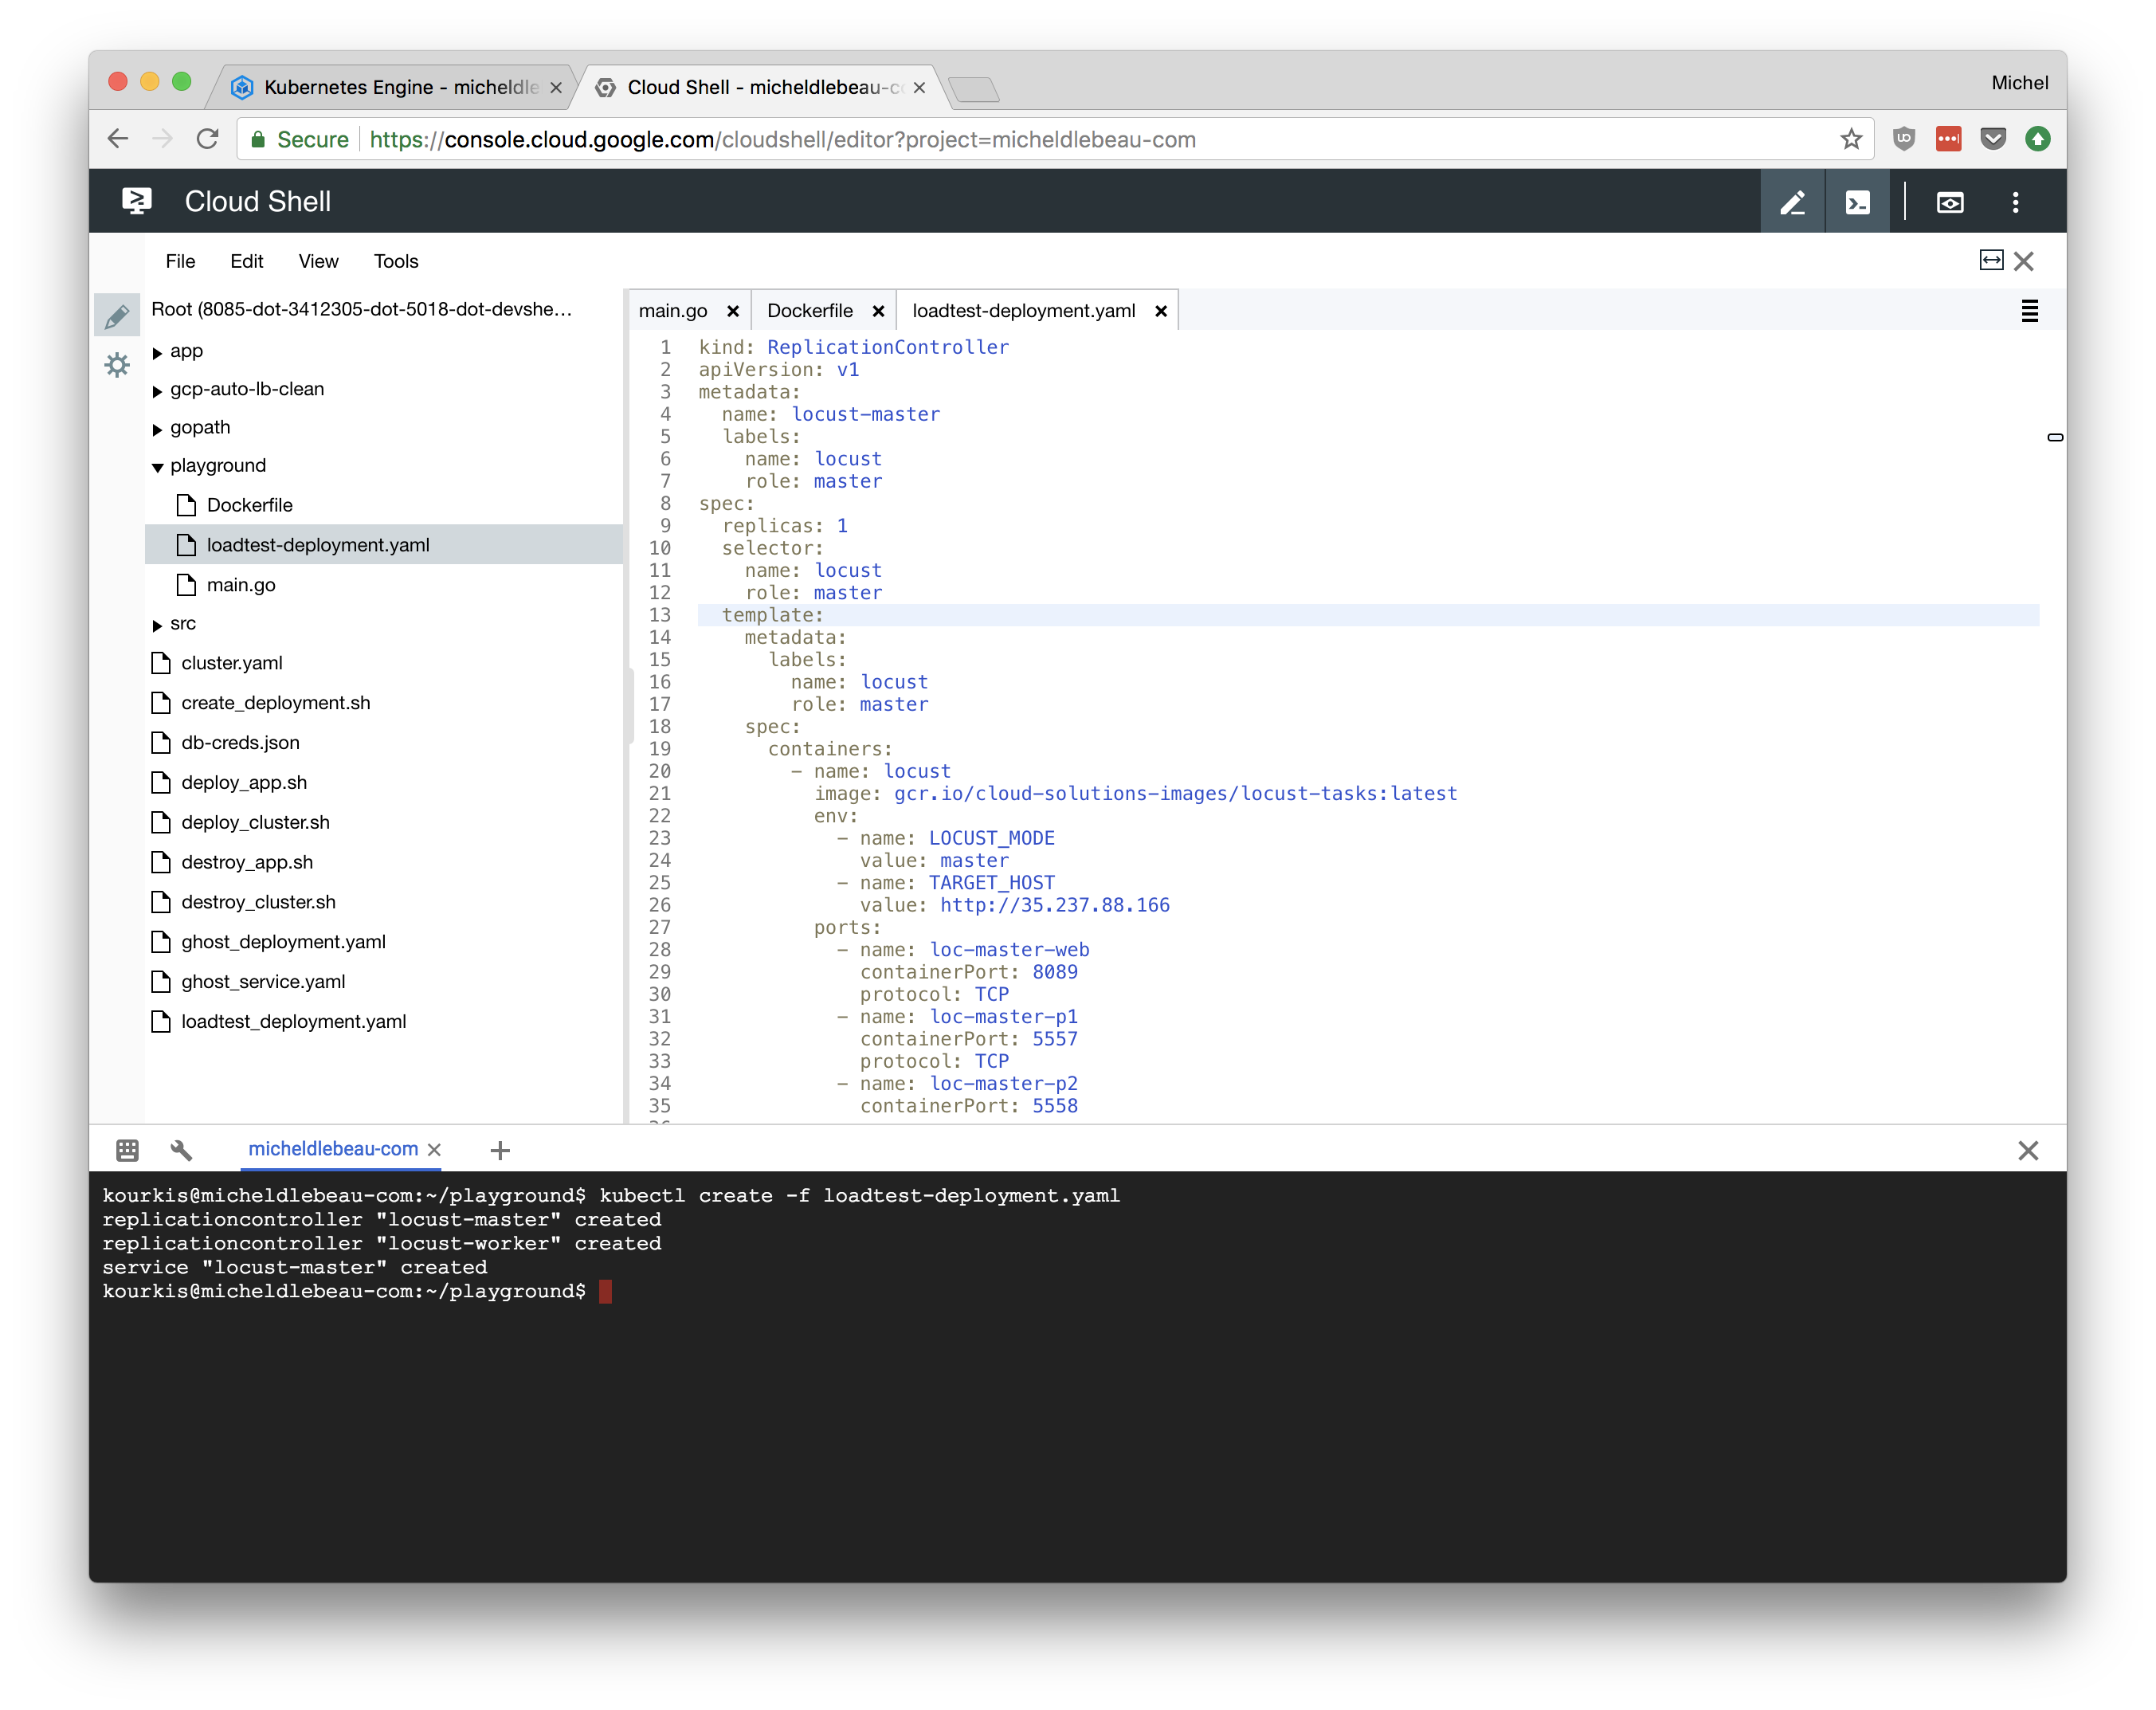 Kubernetes Engine - micheldle
Cloud Shell - micheldlebeau-co
Michel
Secure
https://console.cloud.google.com/cloudshell/editor?project=micheldlebeau-com
Cloud Shell
File Edit View Tools
Root (8085-dot-3412305-dot-5018-dot-devshe…
app
gcp-auto-lb-clean
gopath
playground
Dockerfile
loadtest-deployment.yaml
main.go
src
cluster.yaml
create_deployment.sh
db-creds.json
deploy_app.sh
deploy_cluster.sh
destroy_app.sh
destroy_cluster.sh
ghost_deployment.yaml
ghost_service.yaml
loadtest_deployment.yaml
main.go Dockerfile loadtest-deployment.yaml
1 kind: ReplicationController
2 apiVersion: v1
3 metadata:
4   name: locust-master
5   labels:
6     name: locust
7     role: master
8 spec:
9   replicas: 1
10   selector:
11     name: locust
12     role: master
13   template:
14     metadata:
15       labels:
16         name: locust
17         role: master
18     spec:
19       containers:
20         - name: locust
21           image: gcr.io/cloud-solutions-images/locust-tasks:latest
22           env:
23             - name: LOCUST_MODE
24               value: master
25             - name: TARGET_HOST
26               value: http://35.237.88.166
27           ports:
28             - name: loc-master-web
29               containerPort: 8089
30               protocol: TCP
31             - name: loc-master-p1
32               containerPort: 5557
33               protocol: TCP
34             - name: loc-master-p2
35               containerPort: 5558
micheldlebeau-com
kourkis@micheldlebeau-com:~/playground$ kubectl create -f loadtest-deployment.yaml
replicationcontroller "locust-master" created
replicationcontroller "locust-worker" created
service "locust-master" created
kourkis@micheldlebeau-com:~/playground$